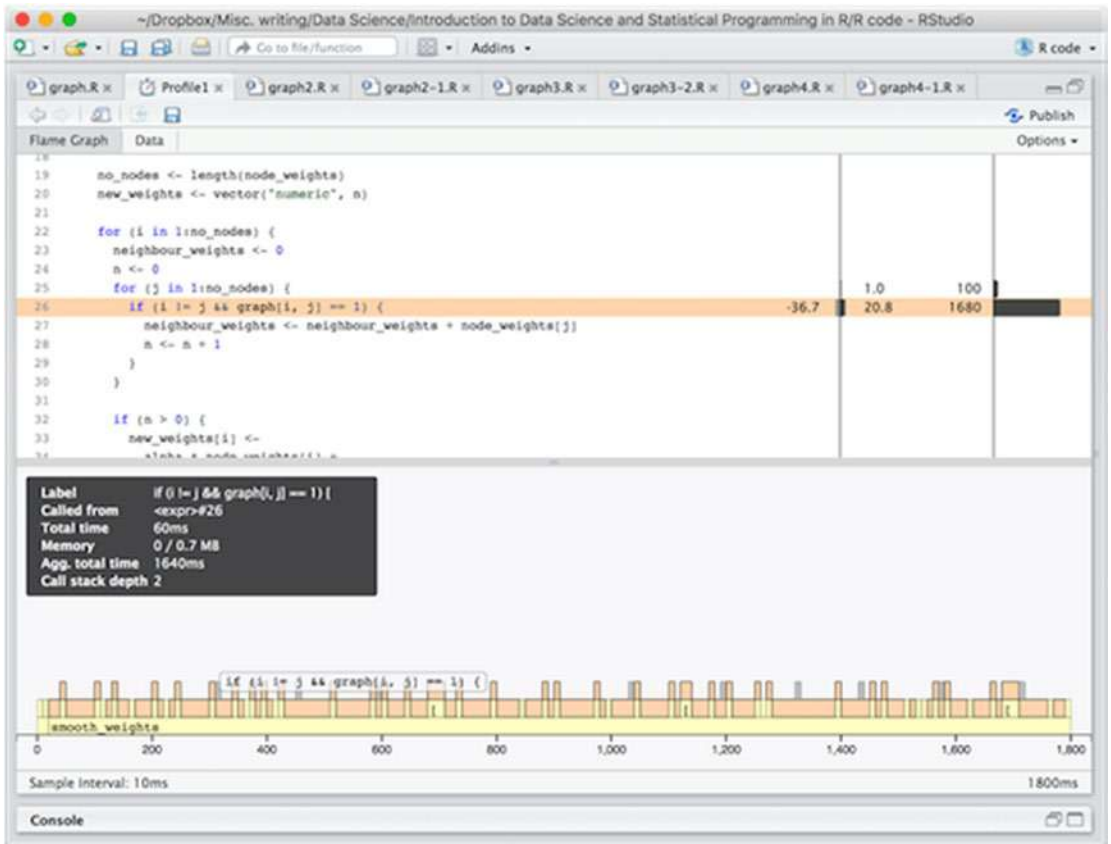 ~/Dropbox/Misc. writing/Data Science/Introduction to Data Science and Statistical Programming in R/R code - RStudio
Go to file/function Addins R code
graph.R Profile1 graph2.R graph2-1.R graph3.R graph3-2.R graph4.R graph4-1.R
Publish
Flame Graph Data Options
18
19 no_nodes <- length(node_weights)
20 new_weights <- vector("numeric", n)
21
22 for (i in 1:no_nodes) {
23 neighbour_weights <- 0
24 n <- 0
25 for (j in 1:no_nodes) { 1.0 100
26 if (i != j && graph[i, j] == 1) { -36.7 20.8 1680
27 neighbour_weights <- neighbour_weights + node_weights[j]
28 n <- n + 1
29 }
30 }
31
32 if (n > 0) {
33 new_weights[i] <-
34
Label if (i != j && graph[i, j] == 1) {
Called from <expr>#26
Total time 60ms
Memory 0 / 0.7 MB
Agg. total time 1640ms
Call stack depth 2
if (i != j && graph[i, j] == 1) {
[ [ [
smooth_weights
0 200 400 600 800 1,000 1,200 1,400 1,600 1,800
Sample Interval: 10ms 1800ms
Console